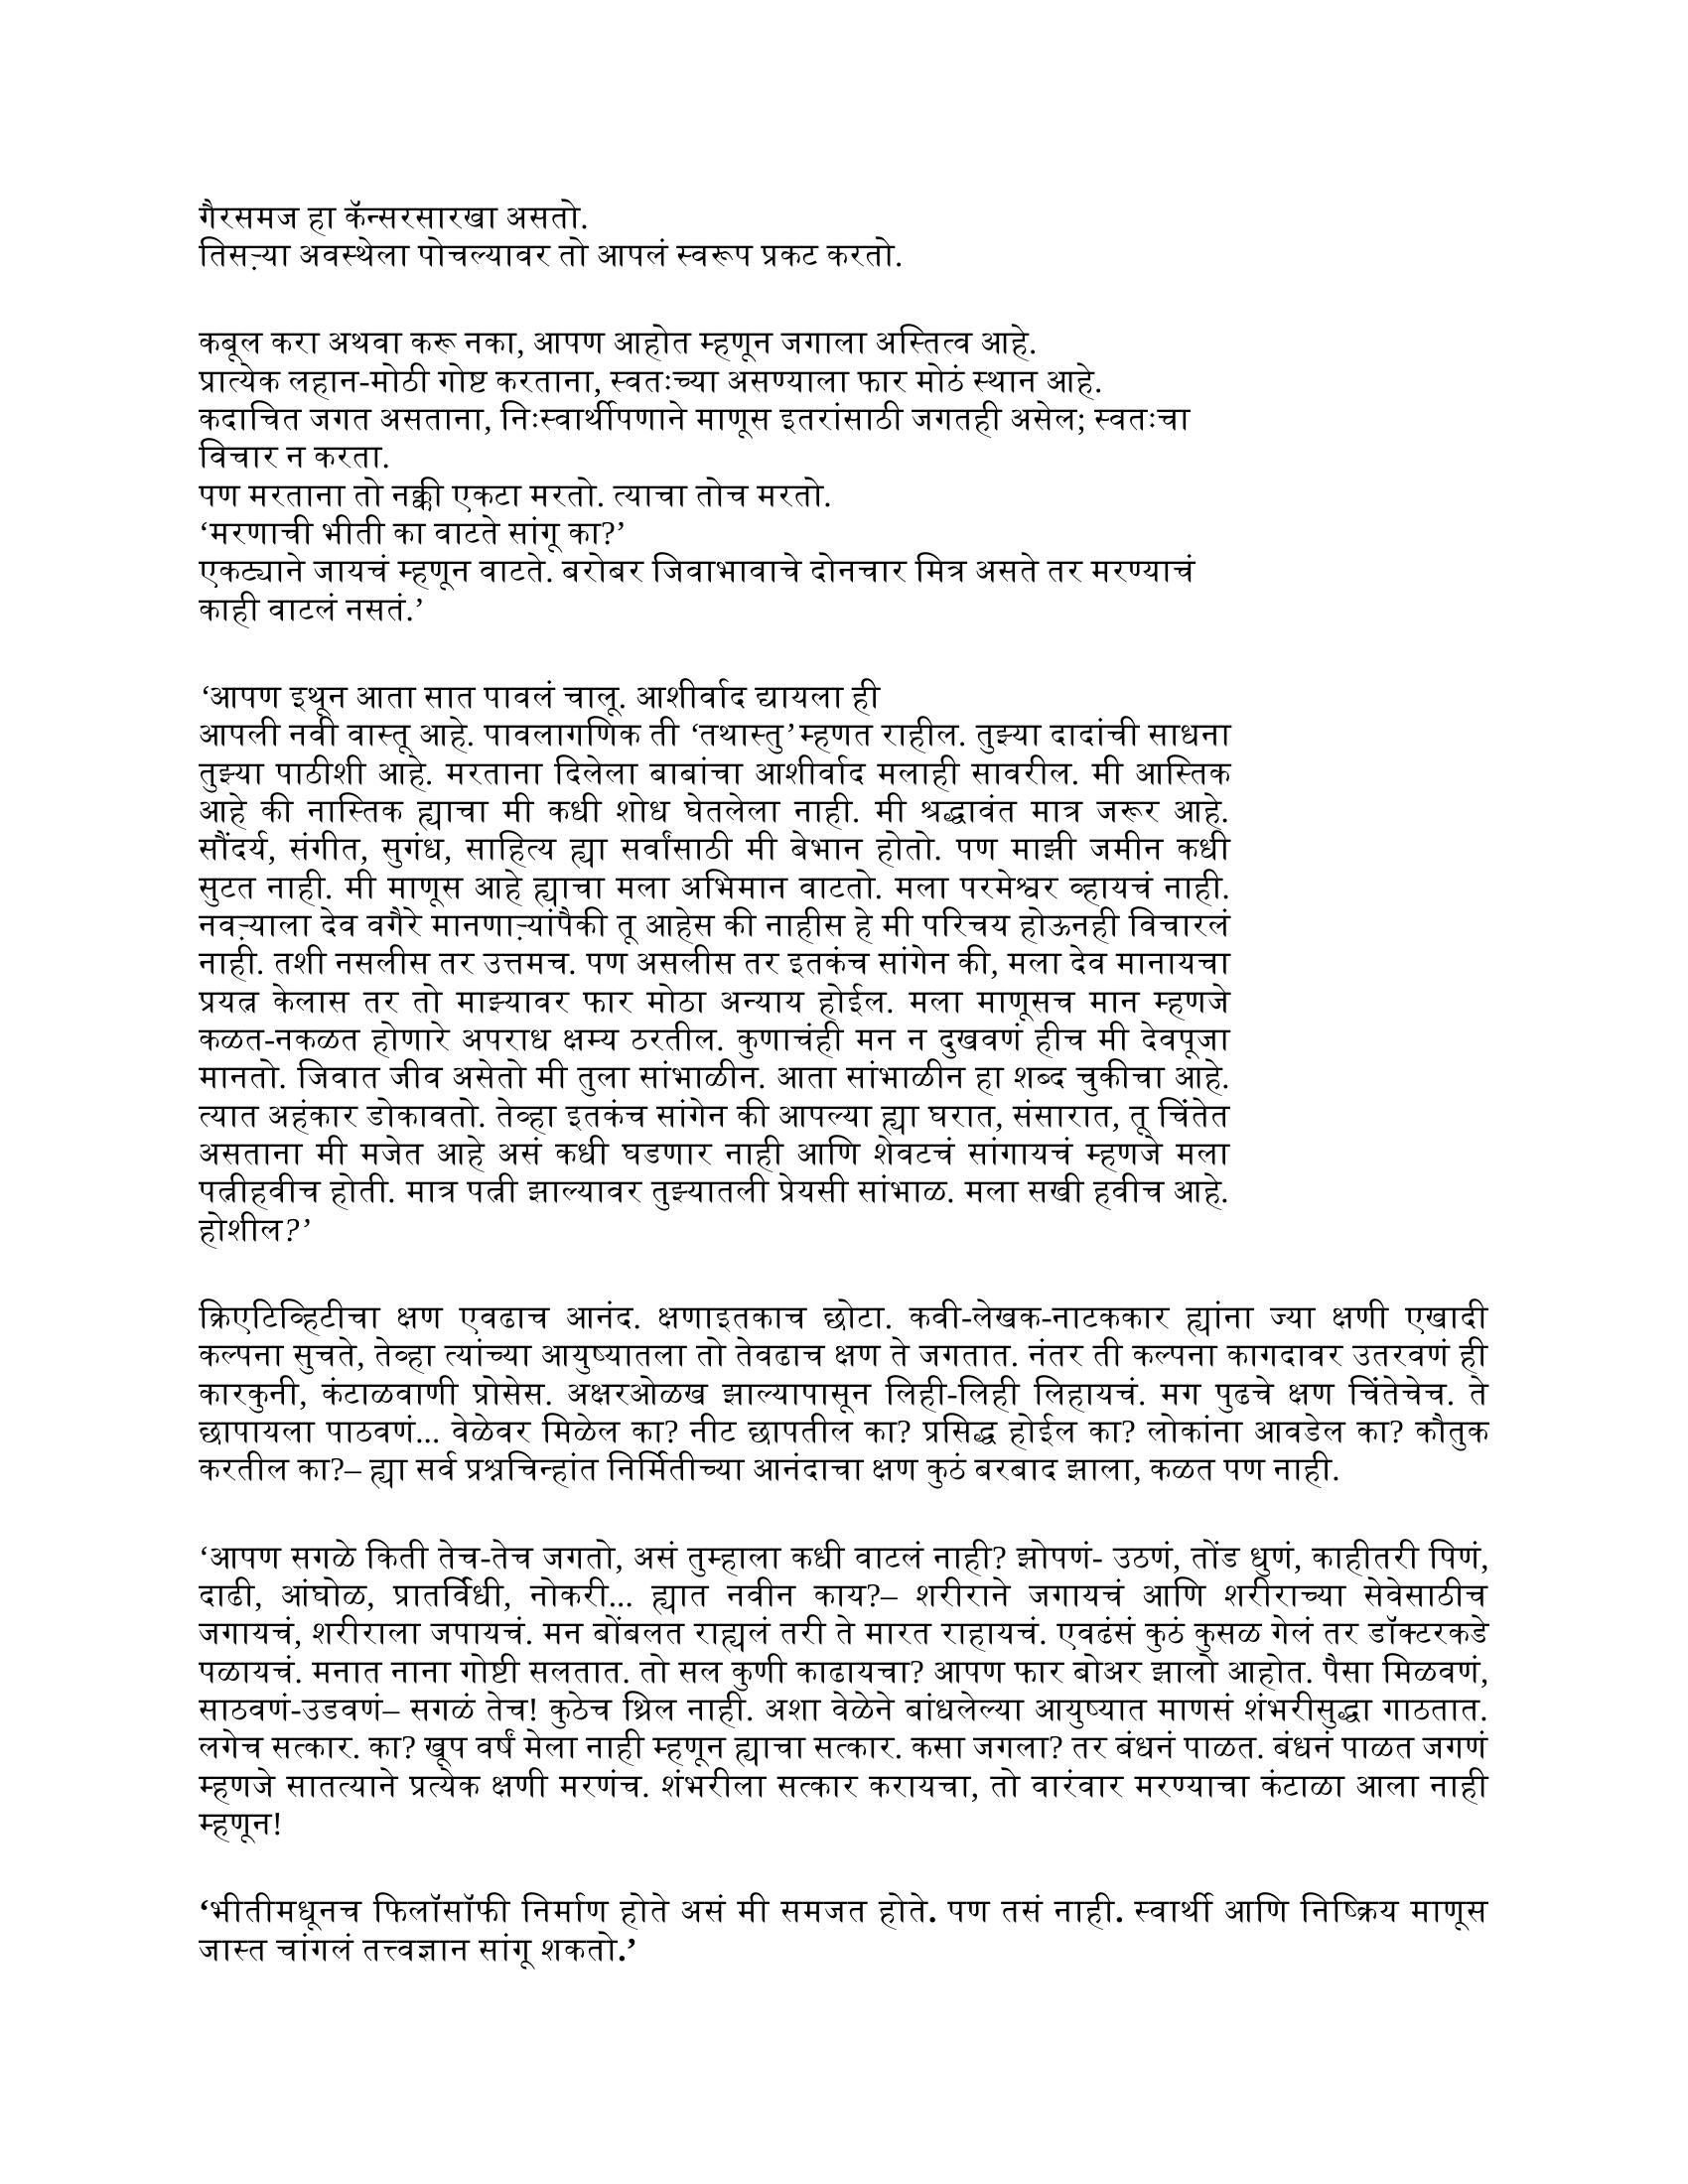 गैरसमज हा कॅन्सरसारखा असतो.
तिसऱ्या अवस्थेला पोचल्यावर तो आपलं स्वरूप प्रकट करतो.
कबूल करा अथवा करू नका, आपण आहोत म्हणून जगाला अस्तित्व आहे.
प्रात्येक लहान-मोठी गोष्ट करताना, स्वतःच्या असण्याला फार मोठं स्थान आहे.
कदाचित जगत असताना, निःस्वार्थीपणाने माणूस इतरांसाठी जगतही असेल; स्वतःचा
विचार न करता.
पण मरताना तो नक्की एकटा मरतो. त्याचा तोच मरतो.
‘मरणाची भीती का वाटते सांगू का?’
एकट्याने जायचं म्हणून वाटते. बरोबर जिवाभावाचे दोनचार मित्र असते तर मरण्याचं
काही वाटलं नसतं.’
‘आपण इथून आता सात पावलं चालू. आशीर्वाद द्यायला ही
आपली नवी वास्तू आहे. पावलागणिक ती ‘तथास्तु’म्हणत राहील. तुझ्या दादांची साधना
तुझ्या पाठीशी आहे. मरताना दिलेला बाबांचा आशीर्वाद मलाही सावरील. मी आस्तिक
आहे की नास्तिक ह्याचा मी कधी शोध घेतलेला नाही. मी श्रद्धावंत मात्र जरूर आहे.
सौंदर्य, संगीत, सुगंध, साहित्य ह्या सर्वांसाठी मी बेभान होतो. पण माझी जमीन कधी
सुटत नाही. मी माणूस आहे ह्याचा मला अभिमान वाटतो. मला परमेश्वर व्हायचं नाही.
नवऱ्याला देव वगैरे मानणाऱ्यांपैकी तू आहेस की नाहीस हे मी परिचय होऊनही विचारलं
नाही. तशी नसलीस तर उत्तमच. पण असलीस तर इतकंच सांगेन की, मला देव मानायचा
प्रयत्न केलास तर तो माझ्यावर फार मोठा अन्याय होईल. मला माणूसच मान म्हणजे
कळत-नकळत होणारे अपराध क्षम्य ठरतील. कुणाचंही मन न दुखवणं हीच मी देवपूजा
मानतो. जिवात जीव असेतो मी तुला सांभाळीन. आता सांभाळीन हा शब्द चुकीचा आहे.
त्यात अहंकार डोकावतो. तेव्हा इतकंच सांगेन की आपल्या ह्या घरात, संसारात, तू चिंतेत
असताना मी मजेत आहे असं कधी घडणार नाही आणि शेवटचं सांगायचं म्हणजे मला
पत्नीहवीच होती. मात्र पत्नी झाल्यावर तुझ्यातली प्रेयसी सांभाळ. मला सखी हवीच आहे.
होशील?’
क्रिएटिव्हिटीचा क्षण एवढाच आनंद. क्षणाइतकाच छोटा. कवी-लेखक-नाटककार ह्यांना ज्या क्षणी एखादी
कल्पना सुचते, तेव्हा त्यांच्या आयुष्यातला तो तेवढाच क्षण ते जगतात. नंतर ती कल्पना कागदावर उतरवणं ही
कारकुनी, कंटाळवाणी प्रोसेस. अक्षरओळख झाल्यापासून लिही-लिही लिहायचं. मग पुढचे क्षण चिंतेचेच. ते
छापायला पाठवणं... वेळेवर मिळेल का? नीट छापतील का? प्रसिद्ध होईल का? लोकांना आवडेल का? कौतुक
करतील का?– ह्या सर्व प्रश्नचिन्हांत निर्मितीच्या आनंदाचा क्षण कुठं बरबाद झाला, कळत पण नाही.
‘आपण सगळे किती तेच-तेच जगतो, असं तुम्हाला कधी वाटलं नाही? झोपणं- उठणं, तोंड धुणं, काहीतरी पिणं,
दाढी, आंघोळ, प्रातर्विधी, नोकरी... ह्यात नवीन काय?– शरीराने जगायचं आणि शरीराच्या सेवेसाठीच
जगायचं, शरीराला जपायचं. मन बोंबलत राह्यलं तरी ते मारत राहायचं. एवढंसं कुठं कुसळ गेलं तर डॉक्टरकडे
पळायचं. मनात नाना गोष्टी सलतात. तो सल कुणी काढायचा? आपण फार बोअर झालो आहोत. पैसा मिळवणं,
साठवणं-उडवणं– सगळं तेच! कुठेच थ्रिल नाही. अशा वेळेने बांधलेल्या आयुष्यात माणसं शंभरीसुद्धा गाठतात.
लगेच सत्कार. का? खूप वर्षं मेला नाही म्हणून ह्याचा सत्कार. कसा जगला? तर बंधनं पाळत. बंधनं पाळत जगणं
म्हणजे सातत्याने प्रत्येक क्षणी मरणंच. शंभरीला सत्कार करायचा, तो वारंवार मरण्याचा कंटाळा आला नाही
म्हणून!
‘भीतीमधूनच फिलॉसॉफी निर्माण होते असं मी समजत होते. पण तसं नाही. स्वार्थी आणि निष्क्रिय माणूस
जास्त चांगलं तत्त्वज्ञान सांगू शकतो.’